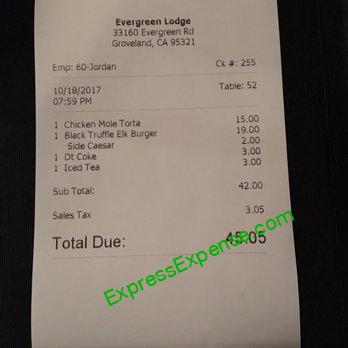 Evergreen Lodge
33160 Evergreen Rd
Groveland, CA 95321
Emp: 60-Jordan Ck #: 255
10/18/2017 Table: 52
07:59 PM
1 Chicken Mole Torta 15.00
1 Black Truffle Elk Burger 19.00
Side Caesar 2.00
1 Dt Coke 3.00
1 Iced Tea 3.00
Sub Total: 42.00
Sales Tax 3.05
Total Due: 45.05
ExpressExpense.com